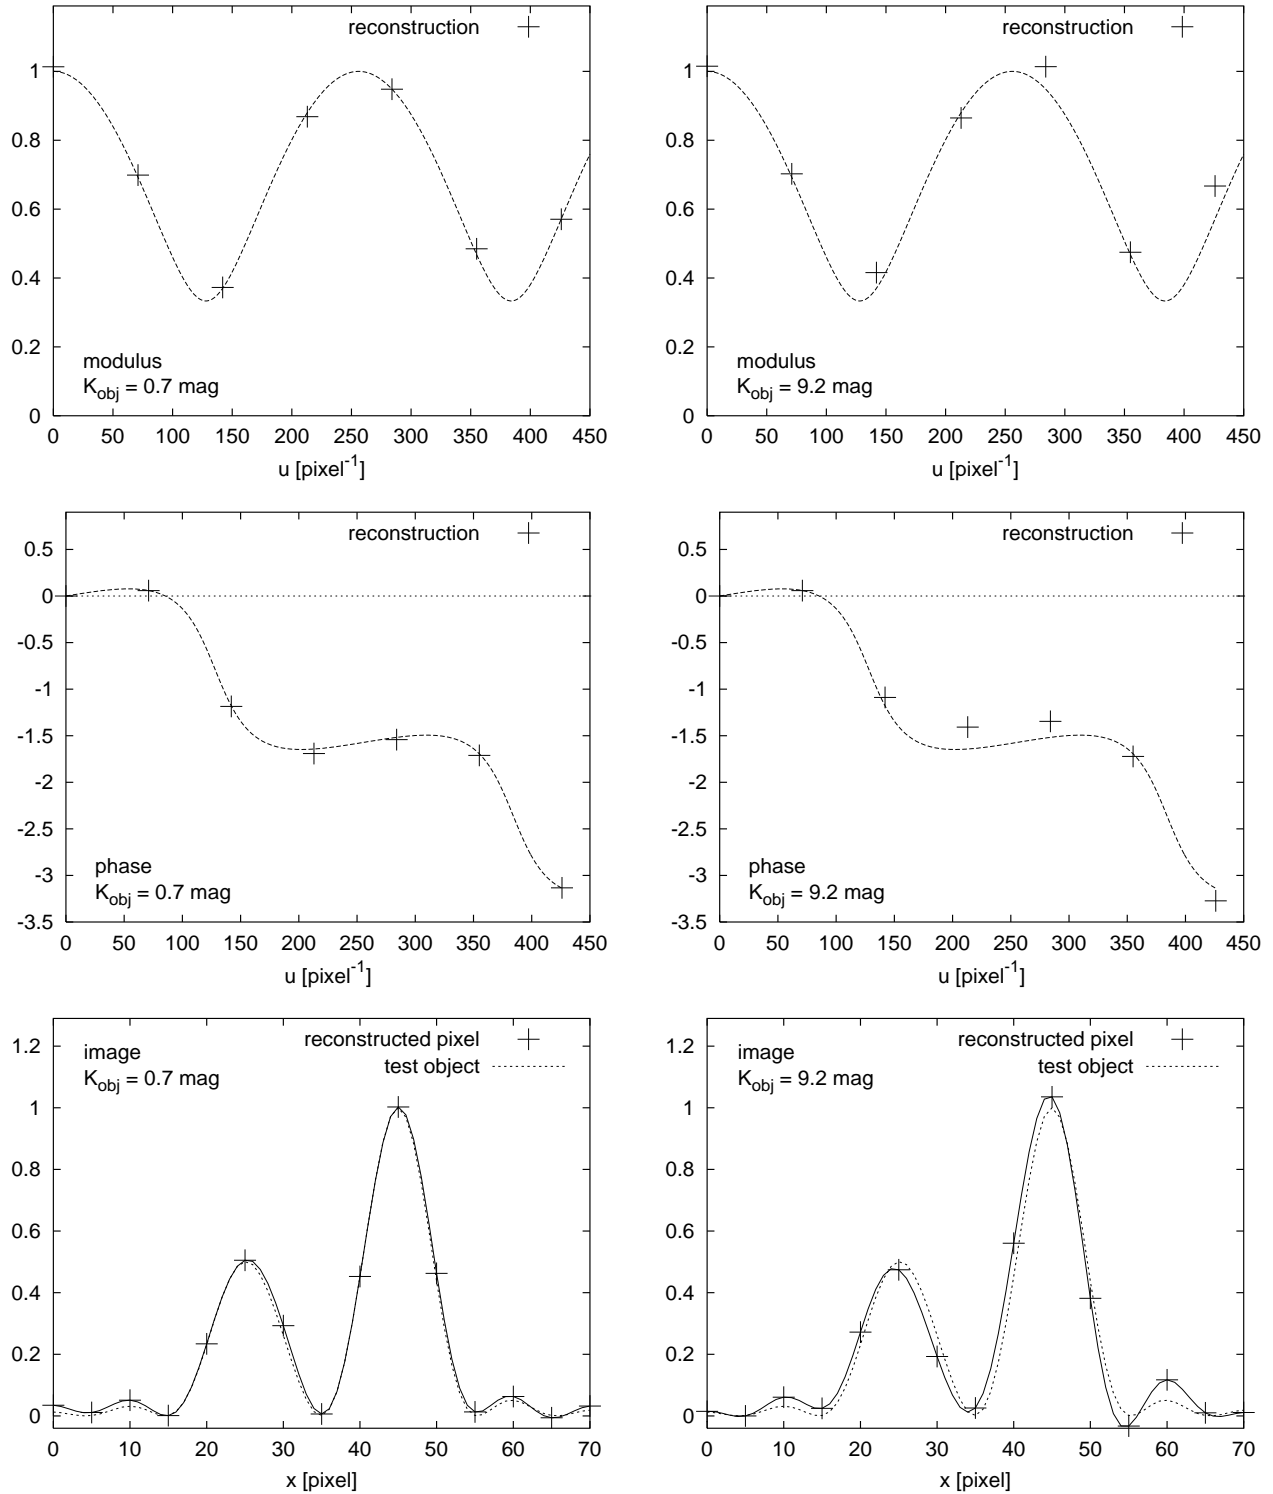 reconstruction
1
0.8
0.6
0.4
0.2
0
modulus
K_obj = 0.7 mag
0 50 100 150 200 250 300 350 400 450
u [pixel^-1]
reconstruction
1
0.8
0.6
0.4
0.2
0
modulus
K_obj = 9.2 mag
0 50 100 150 200 250 300 350 400 450
u [pixel^-1]
reconstruction
0.5
0
-0.5
-1
-1.5
-2
-2.5
-3
-3.5
phase
K_obj = 0.7 mag
0 50 100 150 200 250 300 350 400 450
u [pixel^-1]
reconstruction
0.5
0
-0.5
-1
-1.5
-2
-2.5
-3
-3.5
phase
K_obj = 9.2 mag
0 50 100 150 200 250 300 350 400 450
u [pixel^-1]
image
K_obj = 0.7 mag
reconstructed pixel
test object
1.2
1
0.8
0.6
0.4
0.2
0
0 10 20 30 40 50 60 70
x [pixel]
image
K_obj = 9.2 mag
reconstructed pixel
test object
1.2
1
0.8
0.6
0.4
0.2
0
0 10 20 30 40 50 60 70
x [pixel]